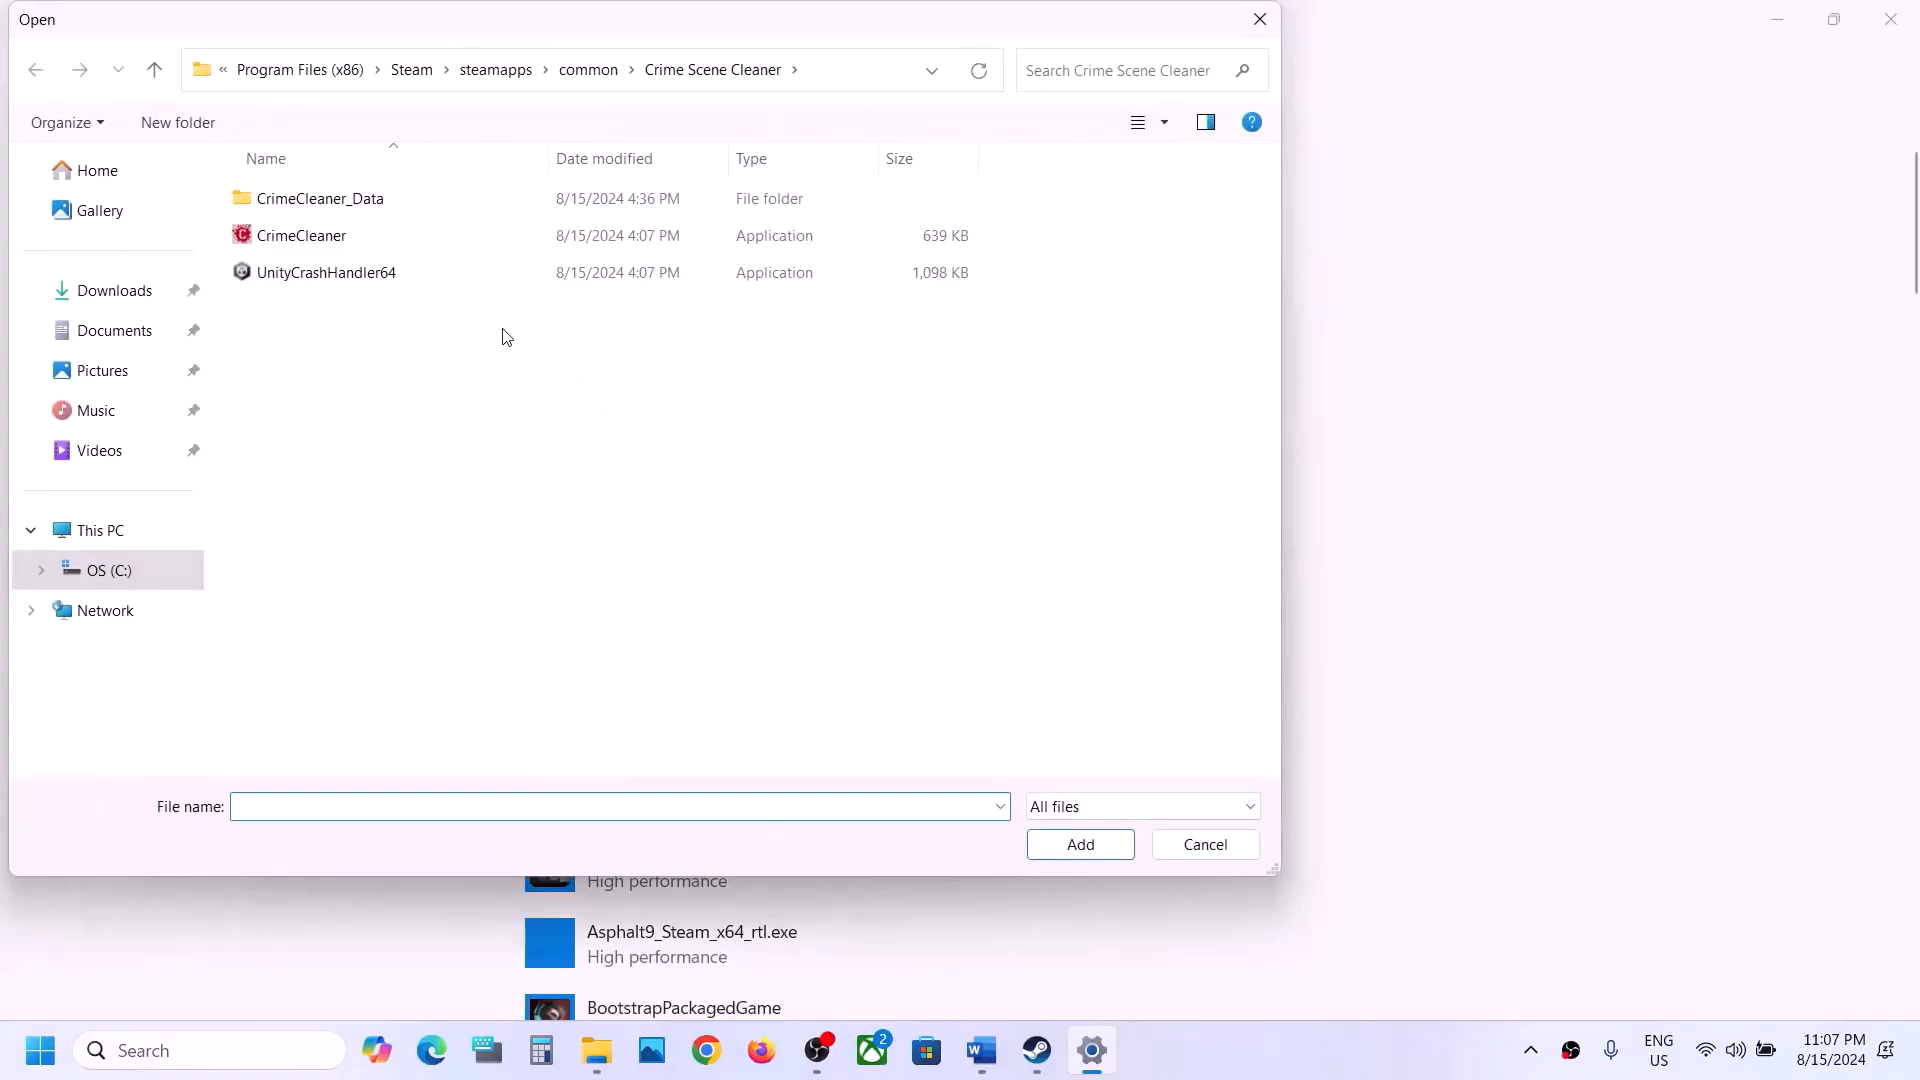 Open
« Program Files (x86) › Steam › steamapps › common › Crime Scene Cleaner ›
Search Crime Scene Cleaner
Organize
New folder
Name Date modified Type Size
Home
Gallery
Downloads
Documents
Pictures
Music
Videos
This PC
OS (C:)
Network
CrimeCleaner_Data 8/15/2024 4:36 PM File folder
CrimeCleaner 8/15/2024 4:07 PM Application 639 KB
UnityCrashHandler64 8/15/2024 4:07 PM Application 1,098 KB
File name:
All files
Add
Cancel
High performance
Asphalt9_Steam_x64_rtl.exe
High performance
BootstrapPackagedGame
Search
2
ENG
US
11:07 PM
8/15/2024